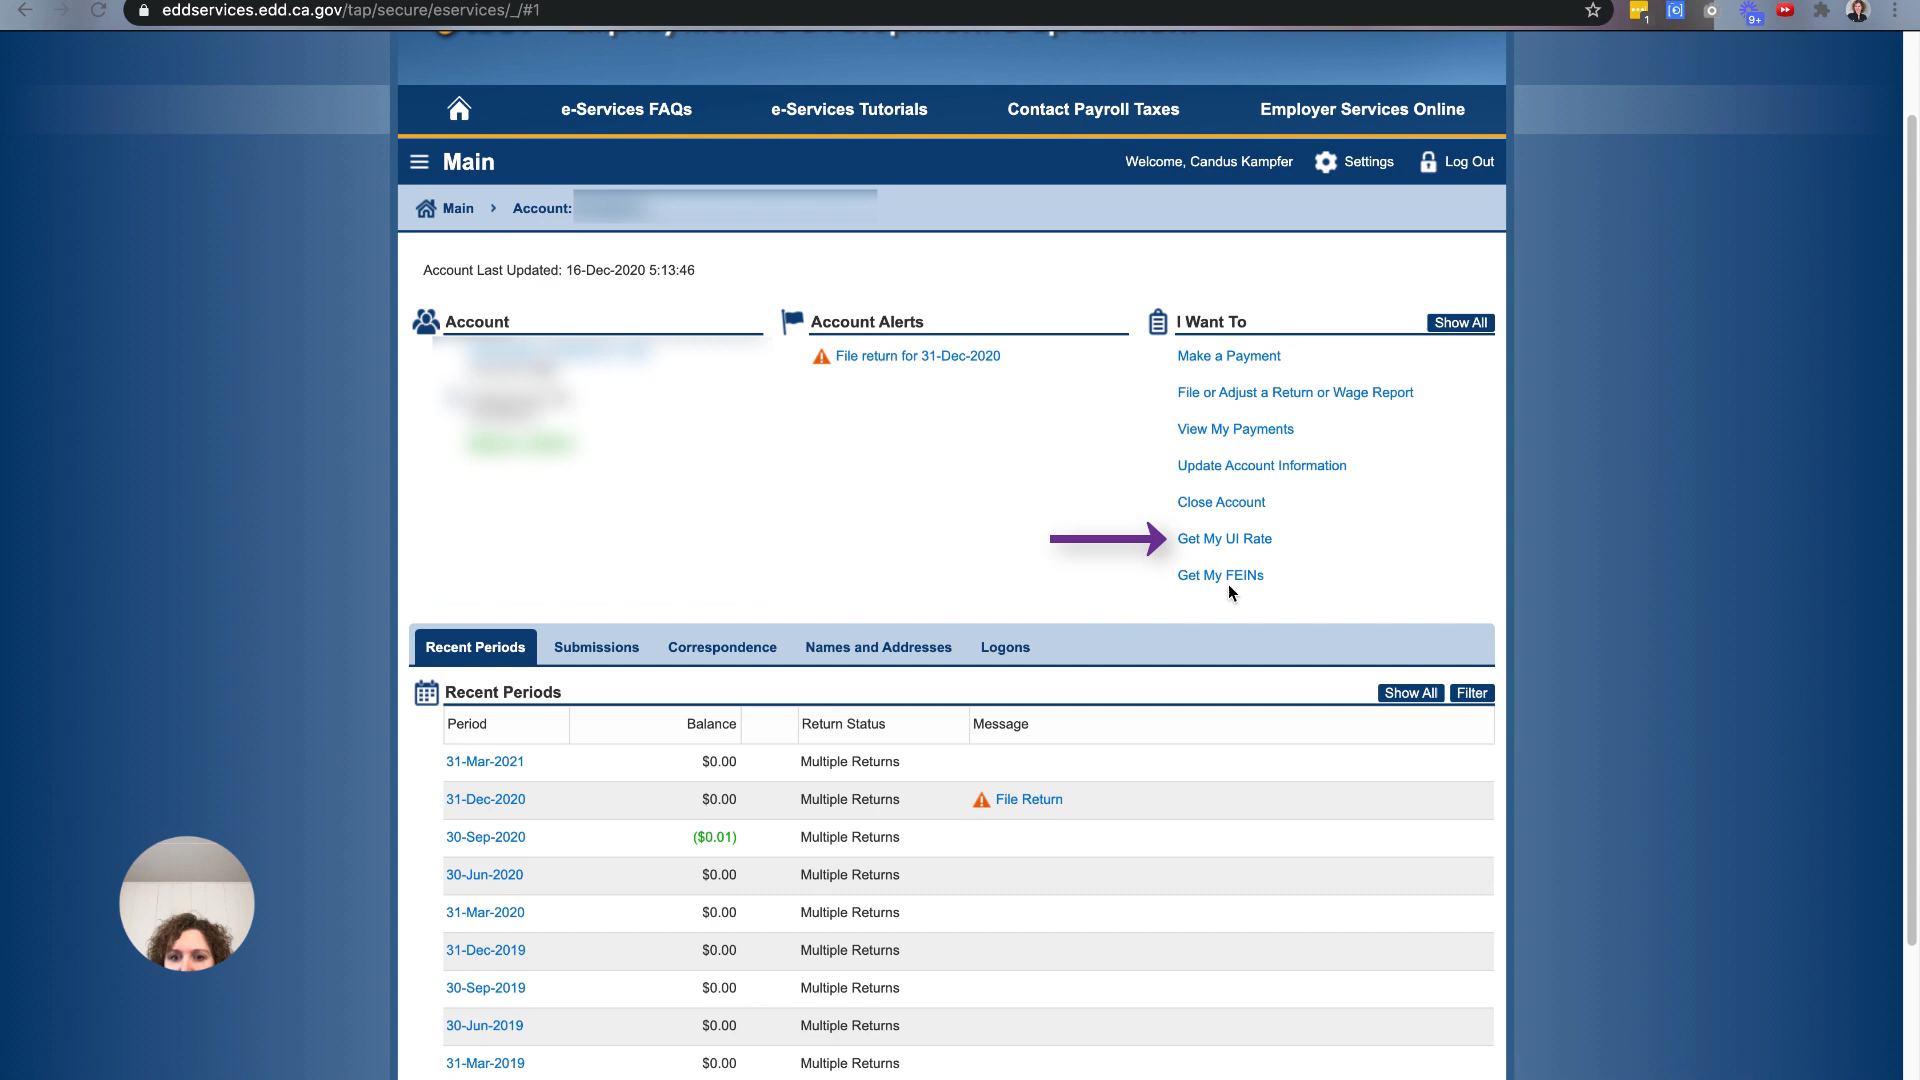 eddservices.edd.ca.gov/tap/secure/eservices/_/#1
1
9+
e-Services FAQs e-Services Tutorials Contact Payroll Taxes Employer Services Online
Main Welcome, Candus Kampfer Settings Log Out
Main > Account:
Account Last Updated: 16-Dec-2020 5:13:46
Account
Account Alerts
File return for 31-Dec-2020
I Want To Show All
Make a Payment
File or Adjust a Return or Wage Report
View My Payments
Update Account Information
Close Account
Get My UI Rate
Get My FEINs
Recent Periods Submissions Correspondence Names and Addresses Logons
Recent Periods Show All Filter
Period Balance Return Status Message
31-Mar-2021 $0.00 Multiple Returns
31-Dec-2020 $0.00 Multiple Returns File Return
30-Sep-2020 ($0.01) Multiple Returns
30-Jun-2020 $0.00 Multiple Returns
31-Mar-2020 $0.00 Multiple Returns
31-Dec-2019 $0.00 Multiple Returns
30-Sep-2019 $0.00 Multiple Returns
30-Jun-2019 $0.00 Multiple Returns
31-Mar-2019 $0.00 Multiple Returns